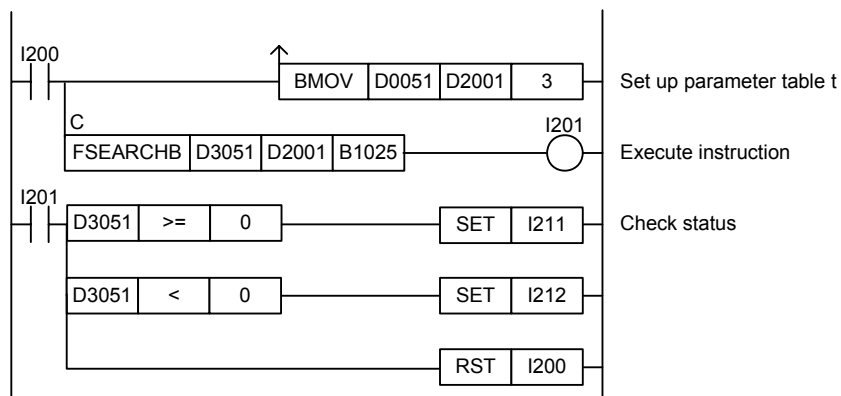 I200
BMOV D0051 D2001 3 Set up parameter table t
C I201
FSEARCHB D3051 D2001 B1025 Execute instruction
I201
D3051 >= 0 SET I211 Check status
D3051 < 0 SET I212
RST I200